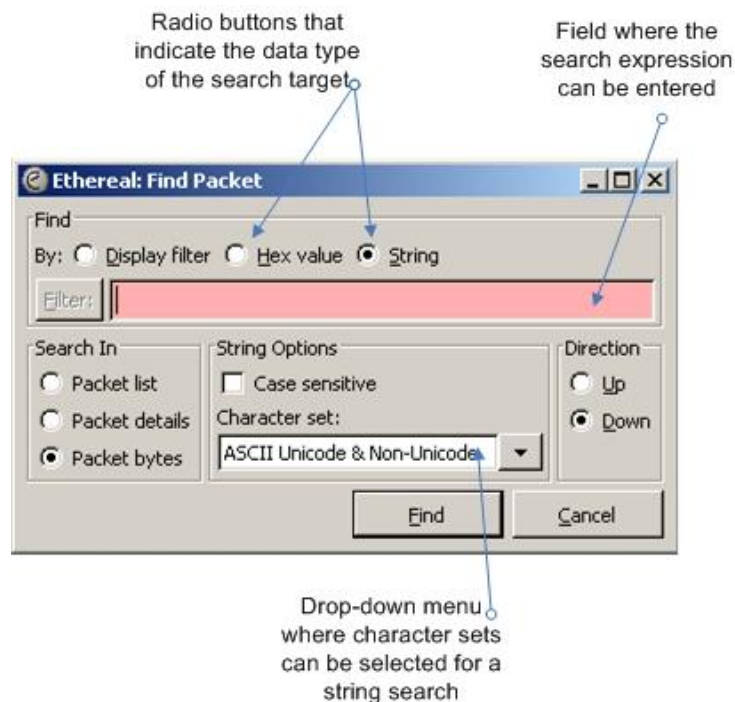 Radio buttons that
indicate the data type
of the search target
Field where the
search expression
can be entered
Ethereal: Find Packet
Find
By: Display filter Hex value String
Filter:
Search In
Packet list
Packet details
Packet bytes
String Options
Case sensitive
Character set:
ASCII Unicode & Non-Unicode
Direction
Up
Down
Find
Cancel
Drop-down menu
where character sets
can be selected for a
string search